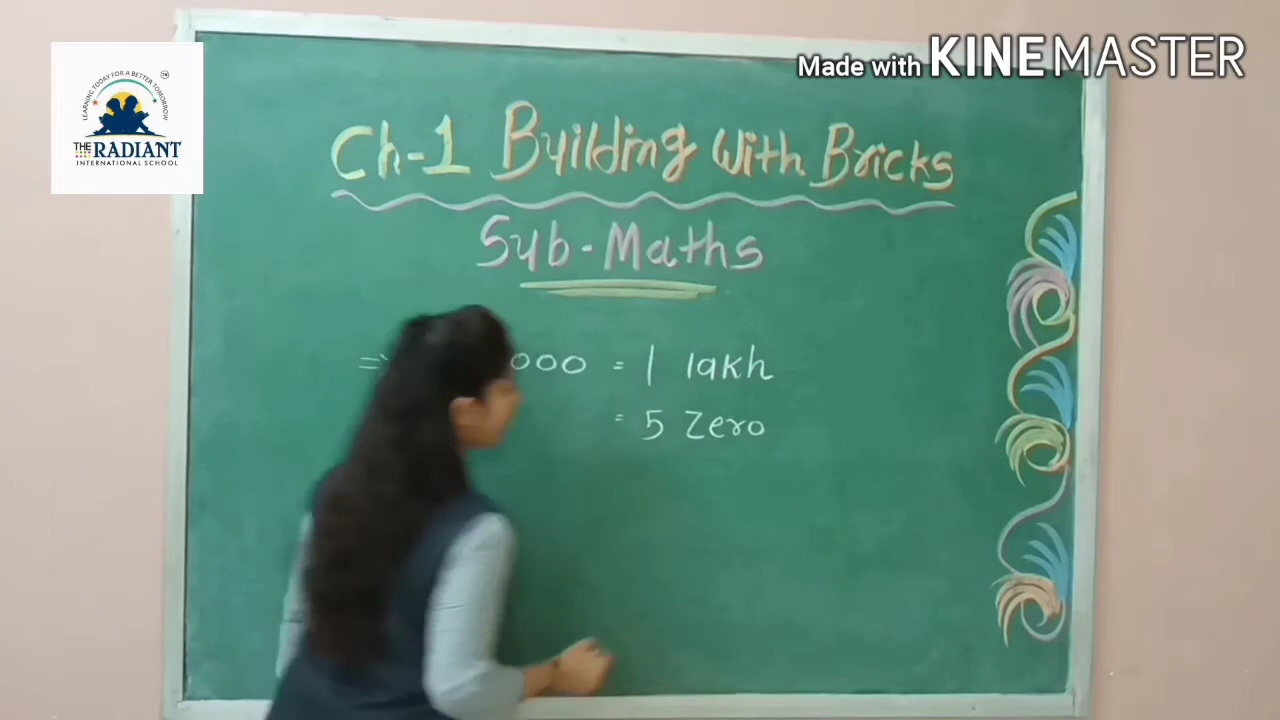 Made with KINEMASTER
LEARNING TODAY FOR A BETTER TOMORROW
TM
THE RADIANT
INTERNATIONAL SCHOOL
Ch-1 Building With Bricks
Sub-Maths
⇒ 000 = 1 lakh
= 5 Zero